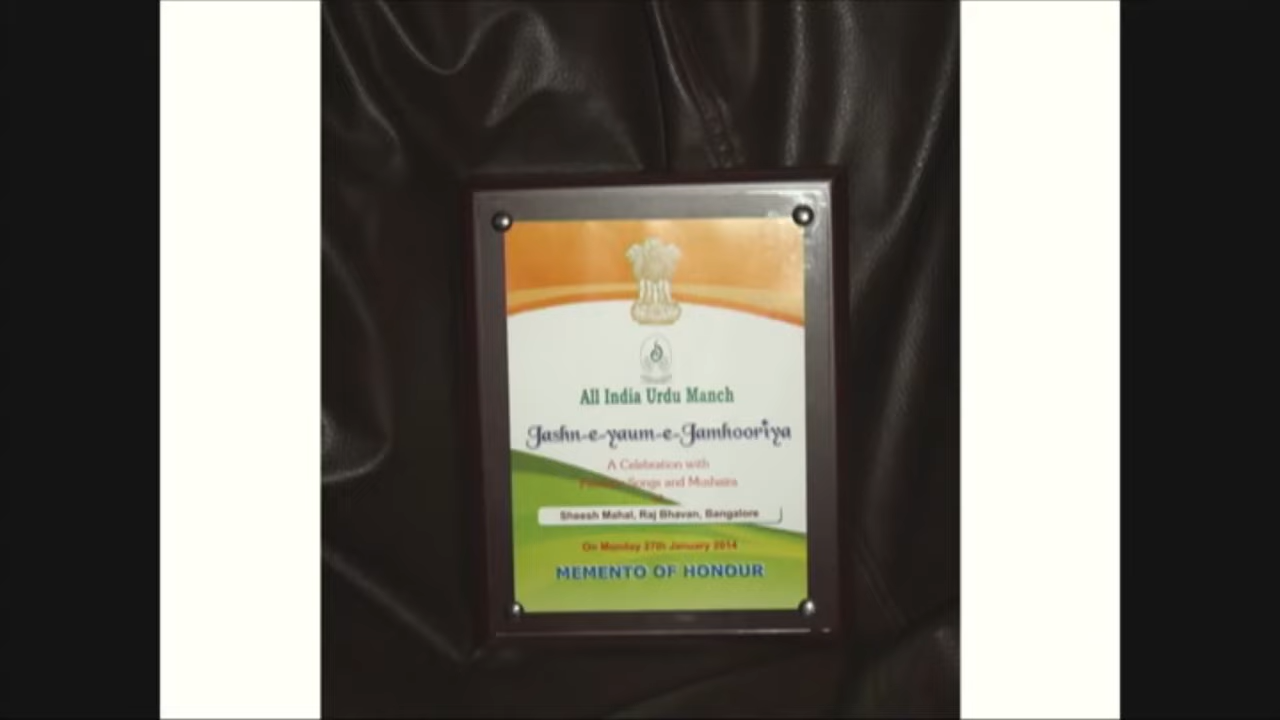 All India Urdu Manch
Jashn-e-yaum-e-Jamhooriya
A Celebration with
Songs and Mushaira
Sheesh Mahal, Raj Bhavan, Bangalore
On Monday 27th January 2014
MEMENTO OF HONOUR